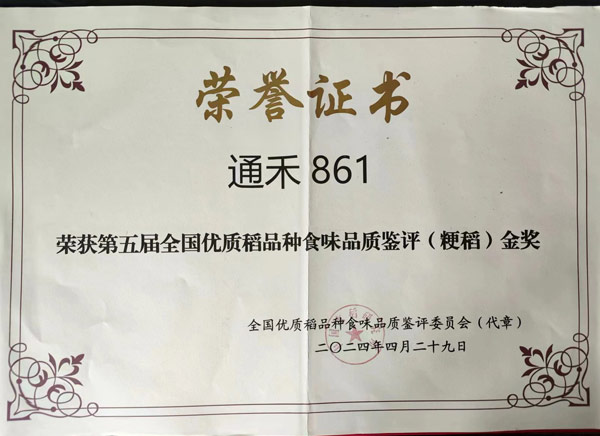 荣誉证书
通禾 861
荣获第五届全国优质稻品种食味品质鉴评（粳稻）金奖
全国优质稻品种食味品质鉴评委员会（代章）
二〇二四年四月二十九日